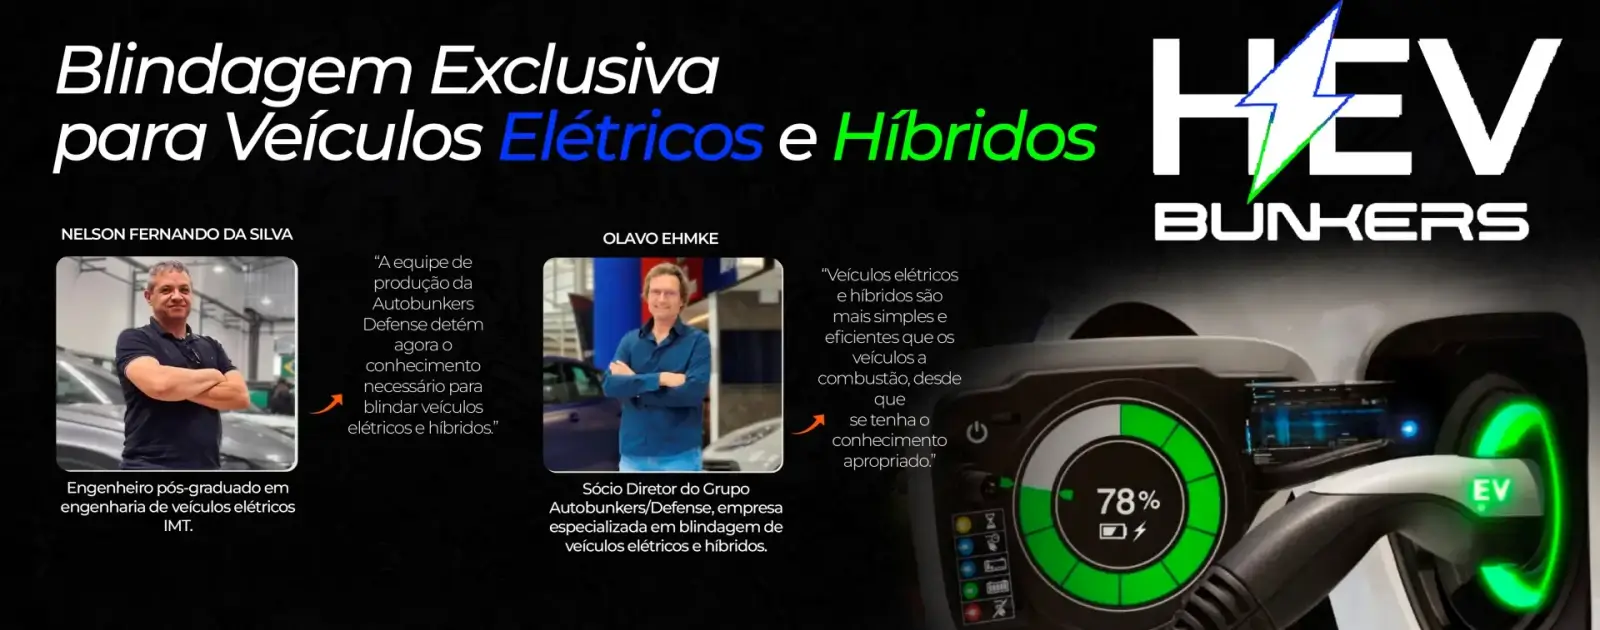 Blindagem Exclusiva
para Veículos Elétricos e Híbridos
HEV
BUNKERS
NELSON FERNANDO DA SILVA
“A equipe de
produção da
Autobunkers
Defense detém
agora o
conhecimento
necessário para
blindar veículos
elétricos e híbridos.”
Engenheiro pós-graduado em
engenharia de veículos elétricos
IMT.
OLAVO EHMKE
“Veículos elétricos
e híbridos são
mais simples e
eficientes que os
veículos a
combustão, desde
que
se tenha o
conhecimento
apropriado.”
Sócio Diretor do Grupo
Autobunkers/Defense, empresa
especializada em blindagem de
veículos elétricos e híbridos.
78%
EV